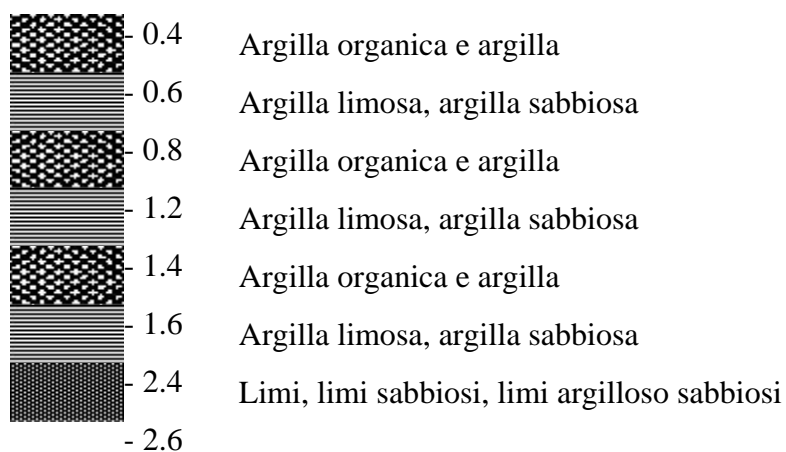 - 0.4 Argilla organica e argilla
- 0.6 Argilla limosa, argilla sabbiosa
- 0.8 Argilla organica e argilla
- 1.2 Argilla limosa, argilla sabbiosa
- 1.4 Argilla organica e argilla
- 1.6 Argilla limosa, argilla sabbiosa
- 2.4 Limi, limi sabbiosi, limi argilloso sabbiosi
- 2.6